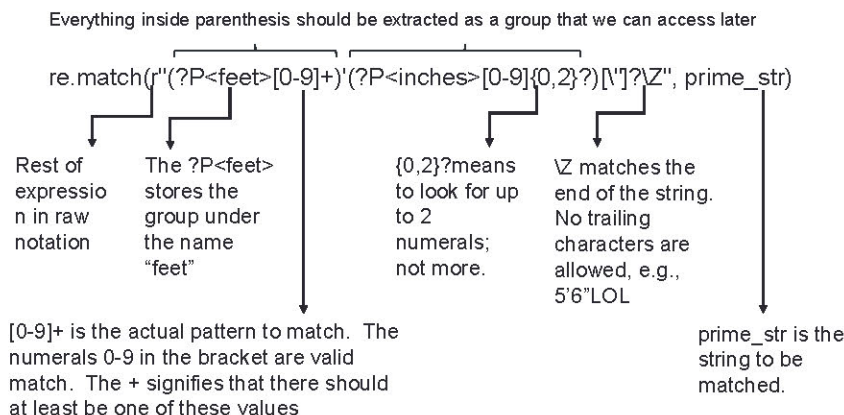 Everything inside parenthesis should be extracted as a group that we can access later
re.match(r"(?P<feet>[0-9]+)'(?P<inches>[0-9]{0,2}?)[\"]?\Z", prime_str)
Rest of
expressio
n in raw
notation
The ?P<feet>
stores the
group under
the name
“feet”
{0,2}?means
to look for up
to 2
numerals;
not more.
\Z matches the
end of the string.
No trailing
characters are
allowed, e.g.,
5’6”LOL
[0-9]+ is the actual pattern to match.  The
numerals 0-9 in the bracket are valid
match.  The + signifies that there should
at least be one of these values
prime_str is the
string to be
matched.